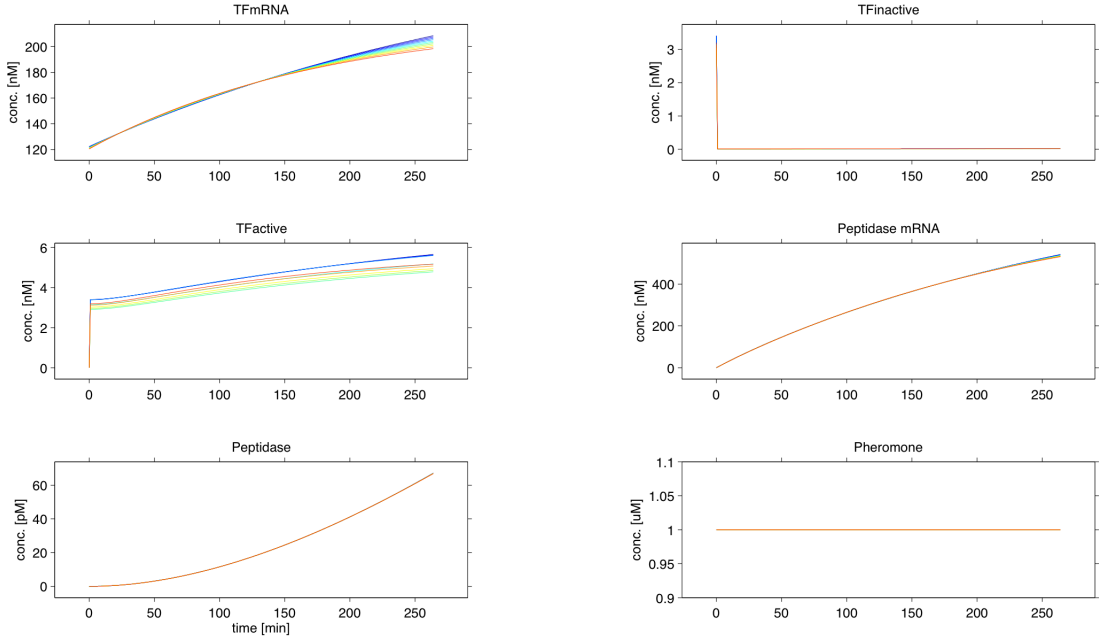 TFmRNA
conc. [nM]
200
180
160
140
120
0 50 100 150 200 250
TFinactive
conc. [nM]
3
2
1
0
0 50 100 150 200 250
TFactive
conc. [nM]
6
4
2
0
0 50 100 150 200 250
Peptidase mRNA
conc. [nM]
400
200
0
0 50 100 150 200 250
Peptidase
conc. [pM]
60
40
20
0
0 50 100 150 200 250
time [min]
Pheromone
conc. [uM]
1.1
1.05
1
0.95
0.9
0 50 100 150 200 250